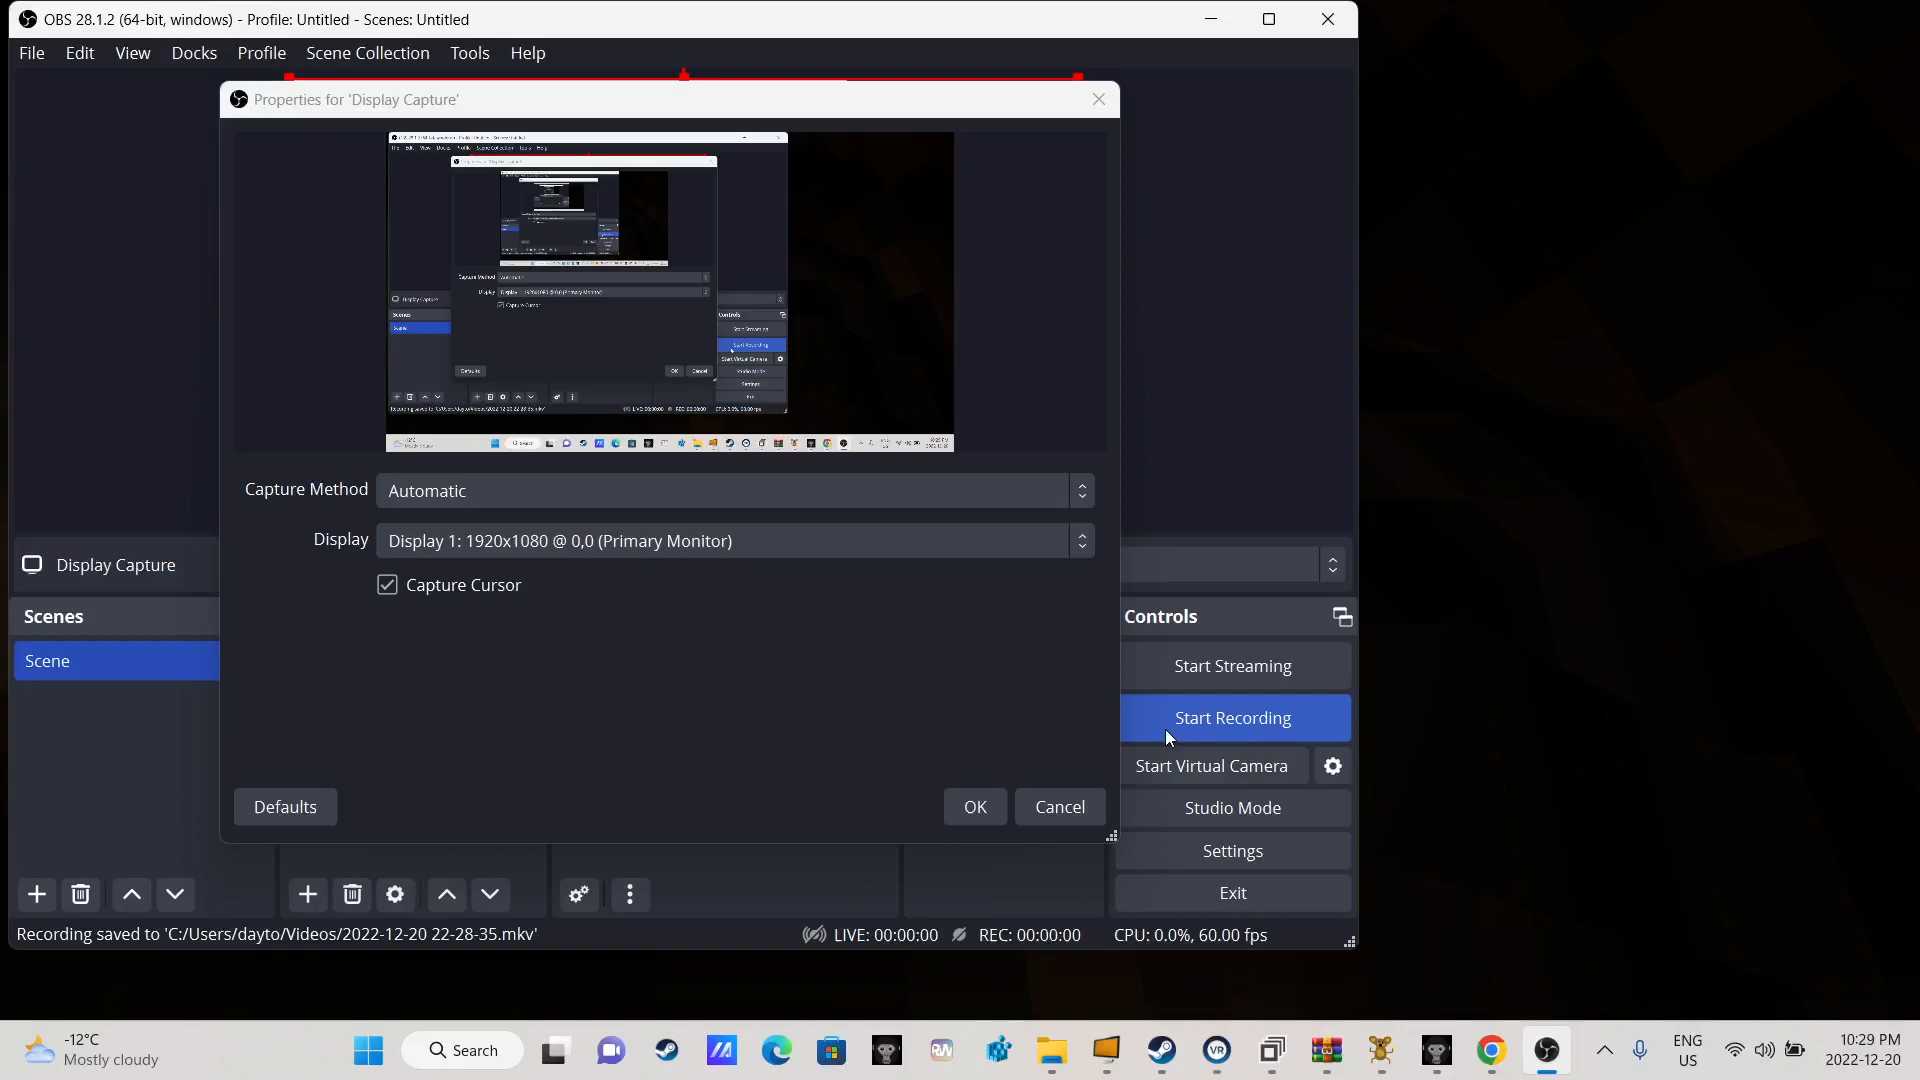 OBS 28.1.2 (64-bit, windows) - Profile: Untitled - Scenes: Untitled
File Edit View Docks Profile Scene Collection Tools Help
Properties for 'Display Capture'
Capture Method Automatic
Display Display 1: 1920x1080 @ 0,0 (Primary Monitor)
Capture Cursor
Defaults OK Cancel
Display Capture
Scenes
Scene
Controls
Start Streaming
Start Recording
Start Virtual Camera
Studio Mode
Settings
Exit
Recording saved to 'C:/Users/dayto/Videos/2022-12-20 22-28-35.mkv' LIVE: 00:00:00 REC: 00:00:00 CPU: 0.0%, 60.00 fps
-12°C
Mostly cloudy
Search
VR
ENG
US
10:29 PM
2022-12-20